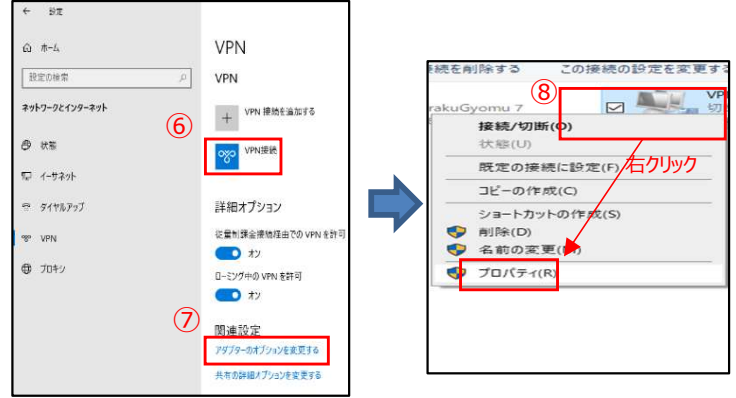 ← 設定
ホーム
設定の検索
ネットワークとインターネット
状態
イーサネット
ダイヤルアップ
VPN
プロキシ
VPN
VPN
VPN 接続を追加する
⑥
VPN接続
詳細オプション
従量制課金接続経由での VPN を許可
オン
ローミング中の VPN を許可
オン
⑦
関連設定
アダプターのオプションを変更する
共有の詳細オプションを変更する
接続を削除する この接続の設定を変更す
⑧
rakuGyomu 7
VP
切
接続/切断(O)
状態(U)
既定の接続に設定(F)
右クリック
コピーの作成(C)
ショートカットの作成(S)
削除(D)
名前の変更(M)
プロパティ(R)